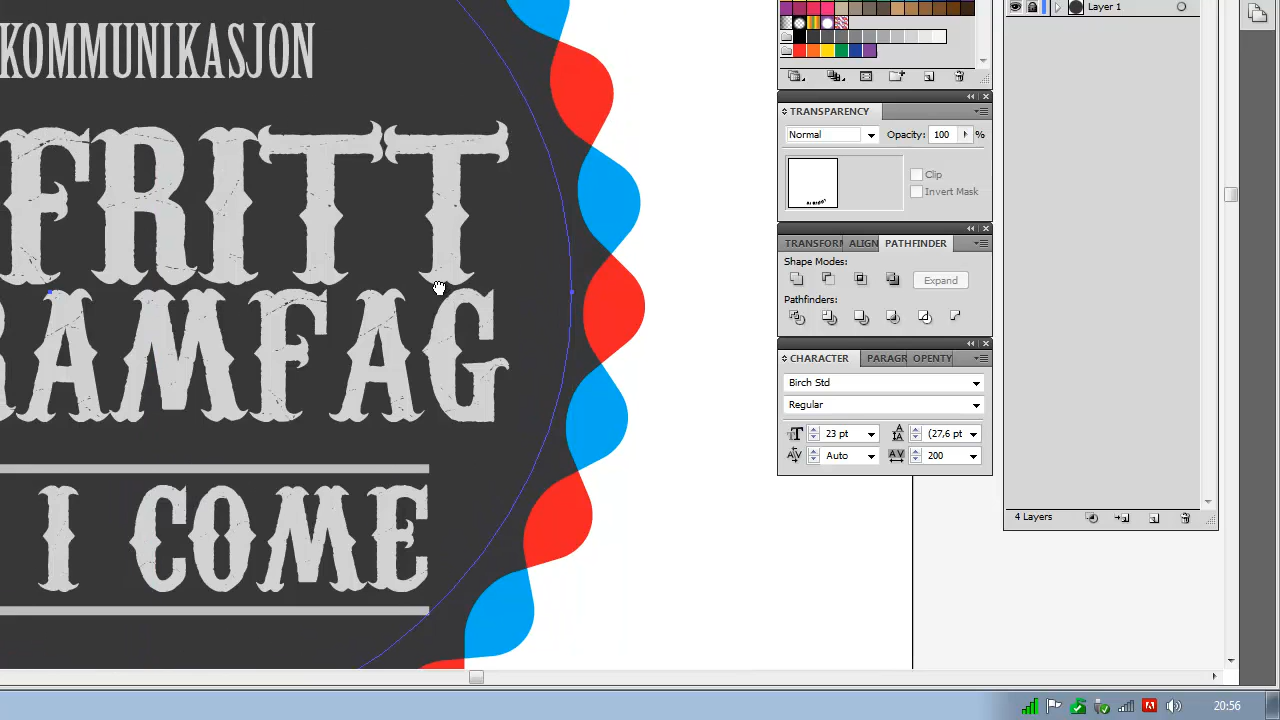 KOMMUNIKASJON
FRITT
RAMFAG
I COME
Layer 1
TRANSPARENCY
Normal
Opacity: 100 %
Clip
Invert Mask
TRANSFORM ALIGN PATHFINDER
Shape Modes:
Expand
Pathfinders:
CHARACTER PARAGR OPENTY
Birch Std
Regular
23 pt (27,6 pt
Auto 200
4 Layers
20:56